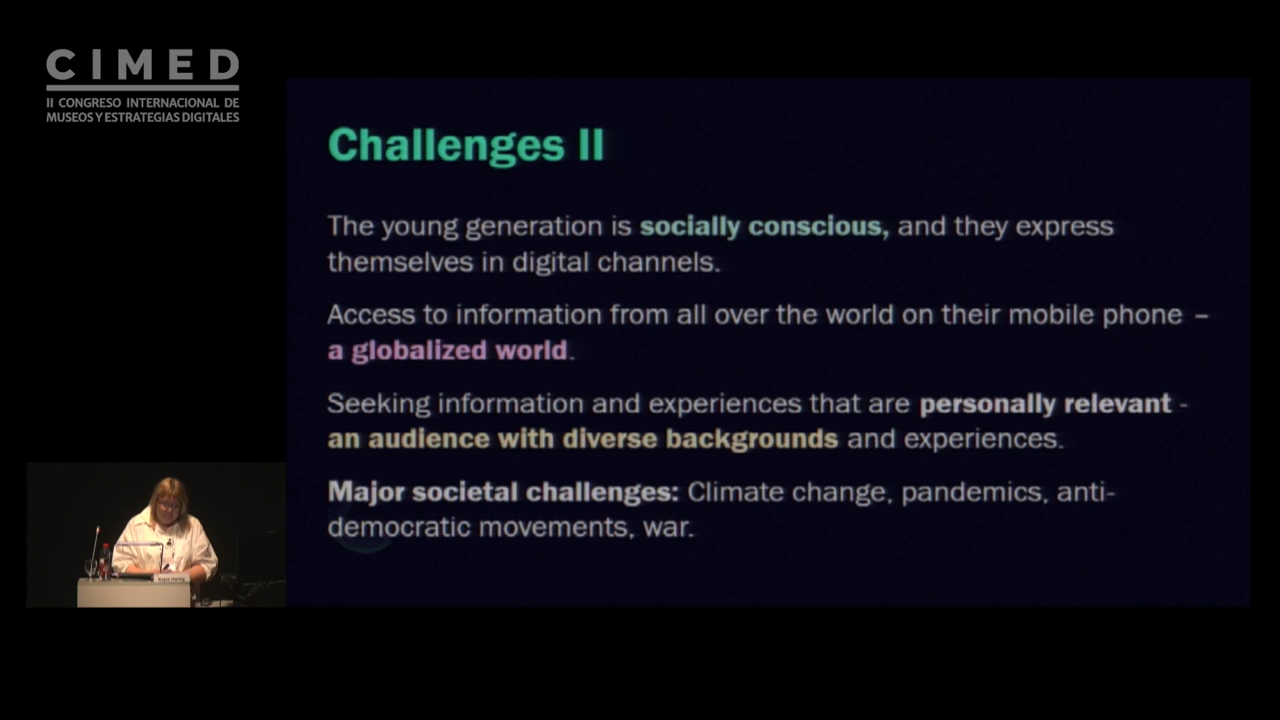 CIMED
II CONGRESO INTERNACIONAL DE
MUSEOS Y ESTRATEGIAS DIGITALES
Challenges II
The young generation is socially conscious, and they express
themselves in digital channels.
Access to information from all over the world on their mobile phone –
a globalized world.
Seeking information and experiences that are personally relevant -
an audience with diverse backgrounds and experiences.
Major societal challenges: Climate change, pandemics, anti-
democratic movements, war.